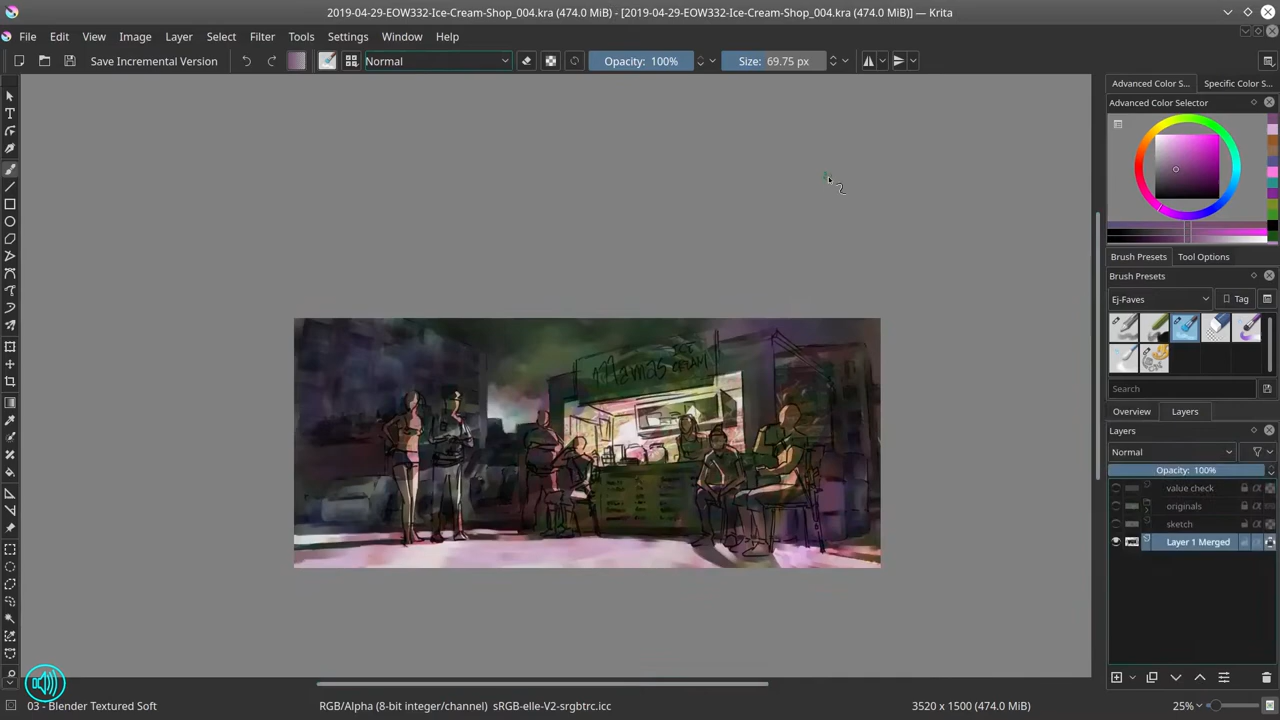 2019-04-29-EOW332-Ice-Cream-Shop_004.kra (474.0 MiB) - [2019-04-29-EOW332-Ice-Cream-Shop_004.kra (474.0 MiB)] — Krita
File Edit View Image Layer Select Filter Tools Settings Window Help
Save Incremental Version Normal Opacity: 100% Size: 69.75 px
Advanced Color S... Specific Color S...
Advanced Color Selector
Brush Presets Tool Options
Brush Presets
Ej-Faves Tag
Search
Overview Layers
Layers
Normal
Opacity: 100%
value check
originals
sketch
Layer 1 Merged
Mamas ICE CREAM
03 - Blender Textured Soft RGB/Alpha (8-bit integer/channel) sRGB-elle-V2-srgbtrc.icc 3520 x 1500 (474.0 MiB) 25%